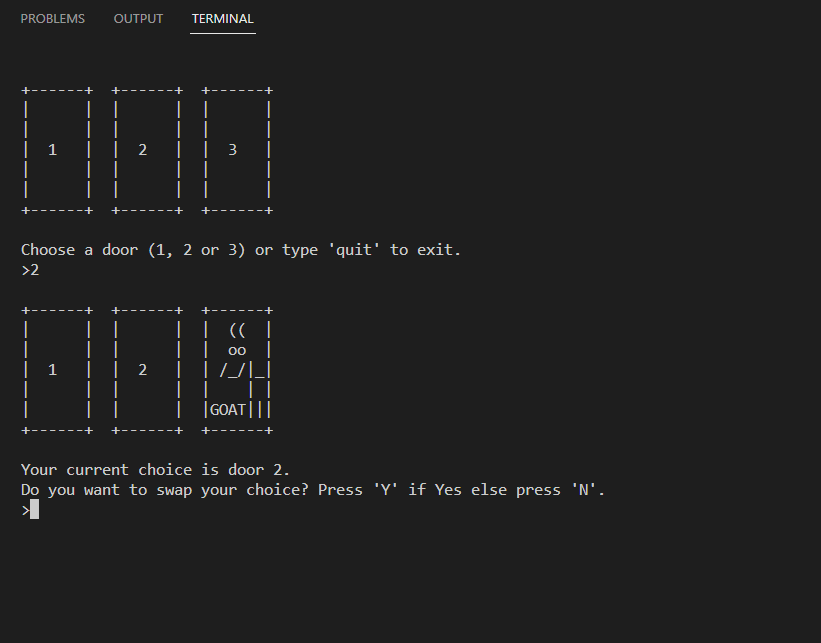 PROBLEMS OUTPUT TERMINAL
+------+  +------+  +------+
|      |  |      |  |      |
|      |  |      |  |      |
|  1   |  |  2   |  |  3   |
|      |  |      |  |      |
|      |  |      |  |      |
+------+  +------+  +------+
Choose a door (1, 2 or 3) or type 'quit' to exit.
>2
+------+  +------+  +------+
|      |  |      |  |  ((  |
|      |  |      |  |  oo  |
|  1   |  |  2   |  | /_/|_|
|      |  |      |  |    | |
|      |  |      |  |GOAT|||
+------+  +------+  +------+
Your current choice is door 2.
Do you want to swap your choice? Press 'Y' if Yes else press 'N'.
>